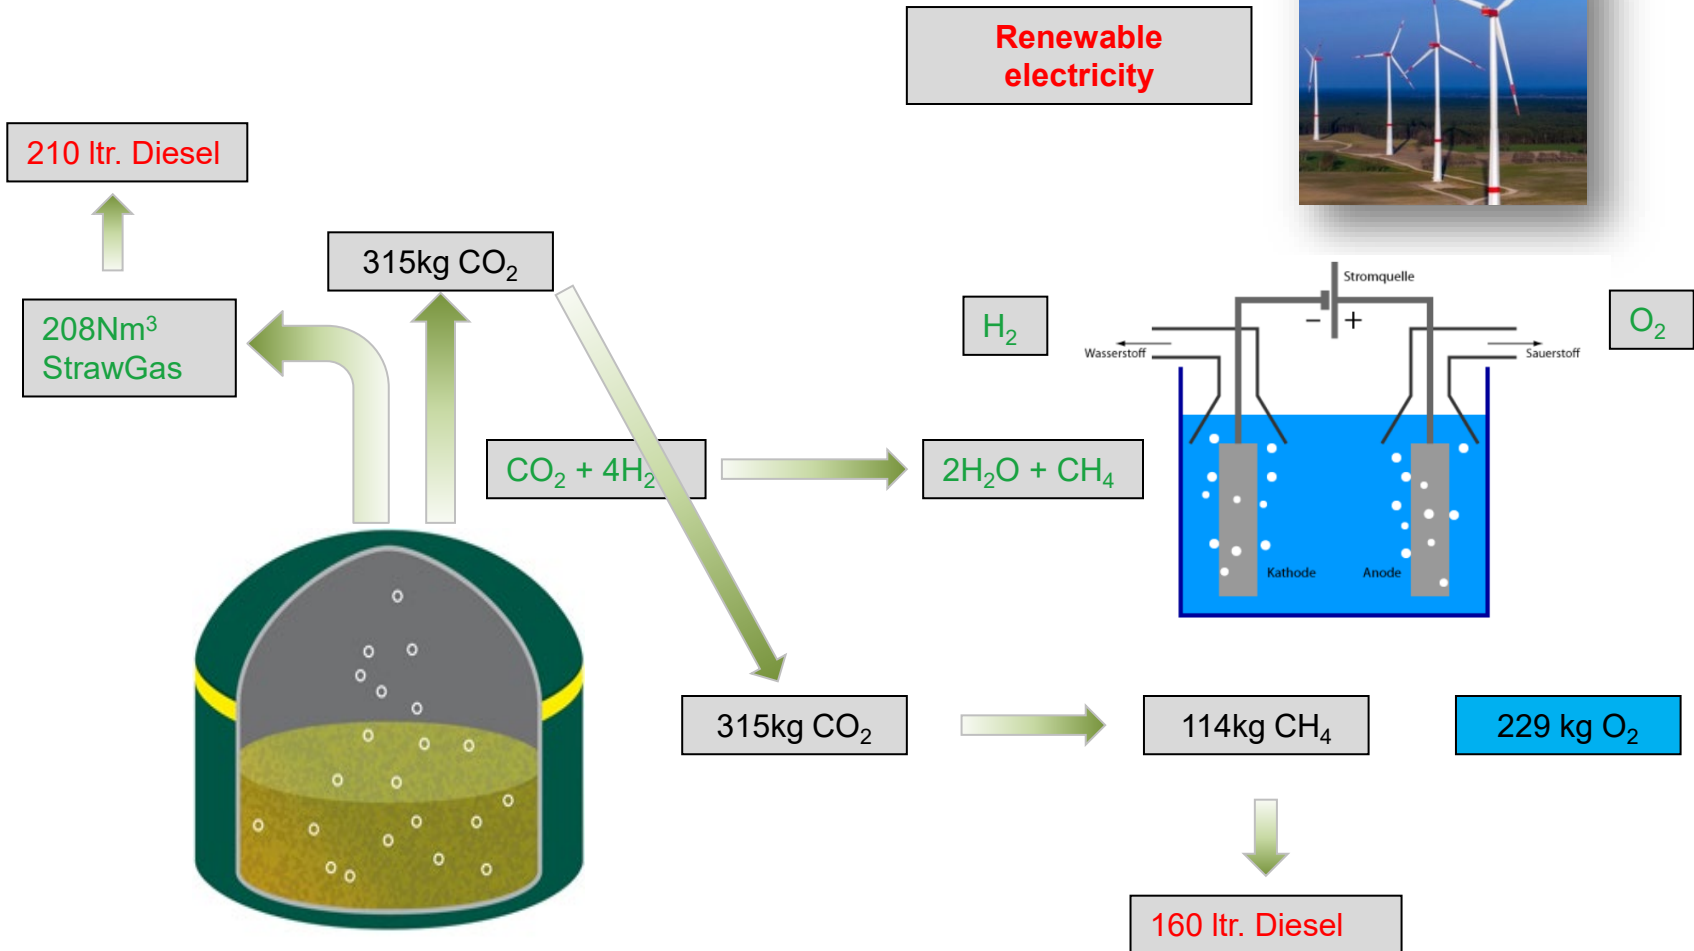 Renewable
electricity
210 ltr. Diesel
315kg CO₂
208Nm³
StrawGas
H₂
Stromquelle
− +
Wasserstoff
Sauerstoff
O₂
CO₂ + 4H₂
2H₂O + CH₄
Kathode
Anode
315kg CO₂
114kg CH₄
229 kg O₂
160 ltr. Diesel